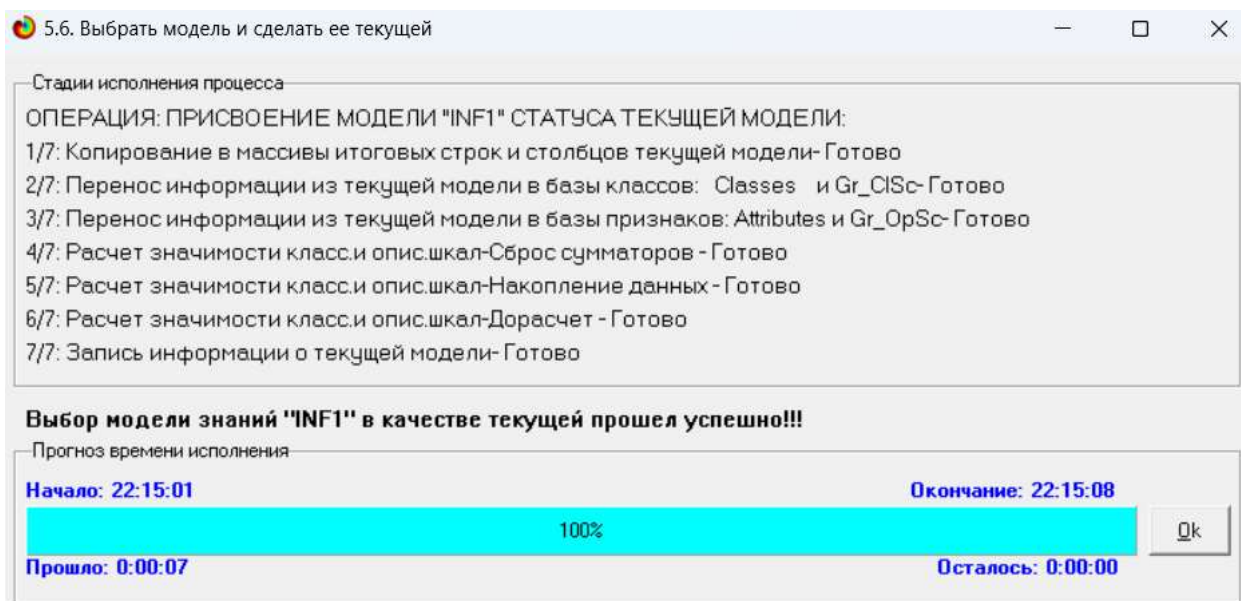 5.6. Выбрать модель и сделать ее текущей
Стадии исполнения процесса
ОПЕРАЦИЯ: ПРИСВОЕНИЕ МОДЕЛИ "INF1" СТАТУСА ТЕКУЩЕЙ МОДЕЛИ:
1/7: Копирование в массивы итоговых строк и столбцов текущей модели- Готово
2/7: Перенос информации из текущей модели в базы классов: Classes и Gr_ClSc- Готово
3/7: Перенос информации из текущей модели в базы признаков: Attributes и Gr_OpSc- Готово
4/7: Расчет значимости класс.и опис.шкал-Сброс сумматоров - Готово
5/7: Расчет значимости класс.и опис.шкал-Накопление данных - Готово
6/7: Расчет значимости класс.и опис.шкал-Дорасчет - Готово
7/7: Запись информации о текущей модели- Готово
Выбор модели знаний "INF1" в качестве текущей прошел успешно!!!
Прогноз времени исполнения
Начало: 22:15:01 Окончание: 22:15:08
100% Ok
Прошло: 0:00:07 Осталось: 0:00:00